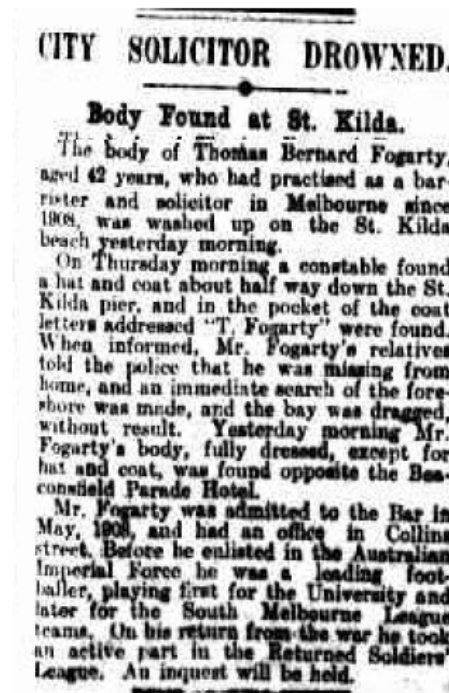 CITY SOLICITOR DROWNED.
Body Found at St. Kilda.
The body of Thomas Bernard Fogarty,
aged 42 years, who had practised as a bar-
rister and solicitor in Melbourne since
1908, was washed up on the St. Kilda
beach yesterday morning.
On Thursday morning a constable found
a hat and coat about half way down the St.
Kilda pier, and in the pocket of the coat
letters addressed "T. Fogarty" were found.
When informed, Mr. Fogarty's relatives
told the police that he was missing from
home, and an immediate search of the fore-
shore was made, and the bay was dragged,
without result. Yesterday morning Mr.
Fogarty's body, fully dressed, except for
hat and coat, was found opposite the Bea-
consfield Parade Hotel.
Mr. Fogarty was admitted to the Bar in
May, 1908, and had an office in Collins
street. Before he enlisted in the Australian
Imperial Force he was a leading foot-
baller, playing first for the University and
later for the South Melbourne League
teams. On his return from the war he took
an active part in the Returned Soldiers'
League. An inquest will be held.